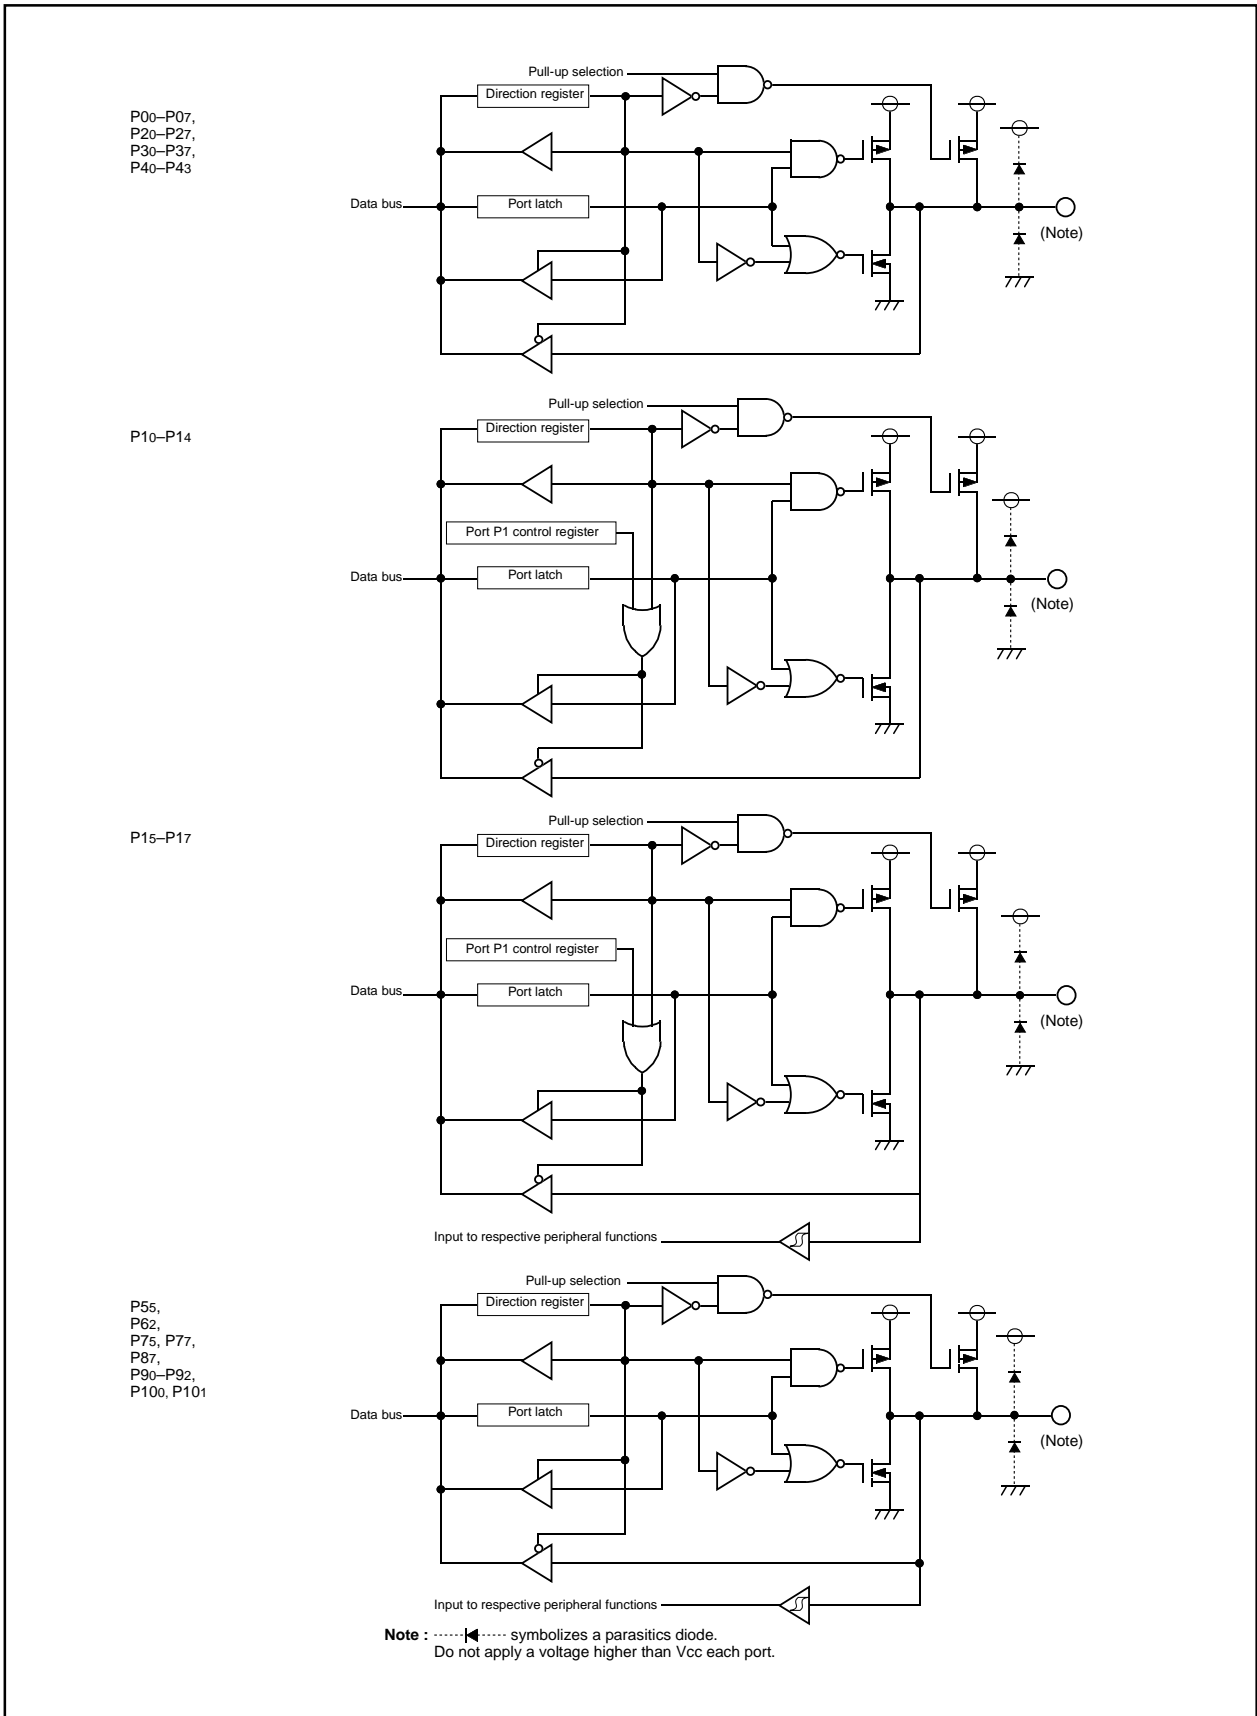 Pull-up selection
Direction register
P00–P07,
P20–P27,
P30–P37,
P40–P43
Data bus
Port latch
(Note)
Pull-up selection
Direction register
P10–P14
Port P1 control register
Data bus
Port latch
(Note)
Pull-up selection
P15–P17
Direction register
Port P1 control register
Data bus
Port latch
(Note)
Input to respective peripheral functions
Pull-up selection
Direction register
P55,
P62,
P75, P77,
P87,
P90–P92,
P100, P101
Data bus
Port latch
(Note)
Input to respective peripheral functions
Note : symbolizes a parasitics diode.
Do not apply a voltage higher than Vcc each port.